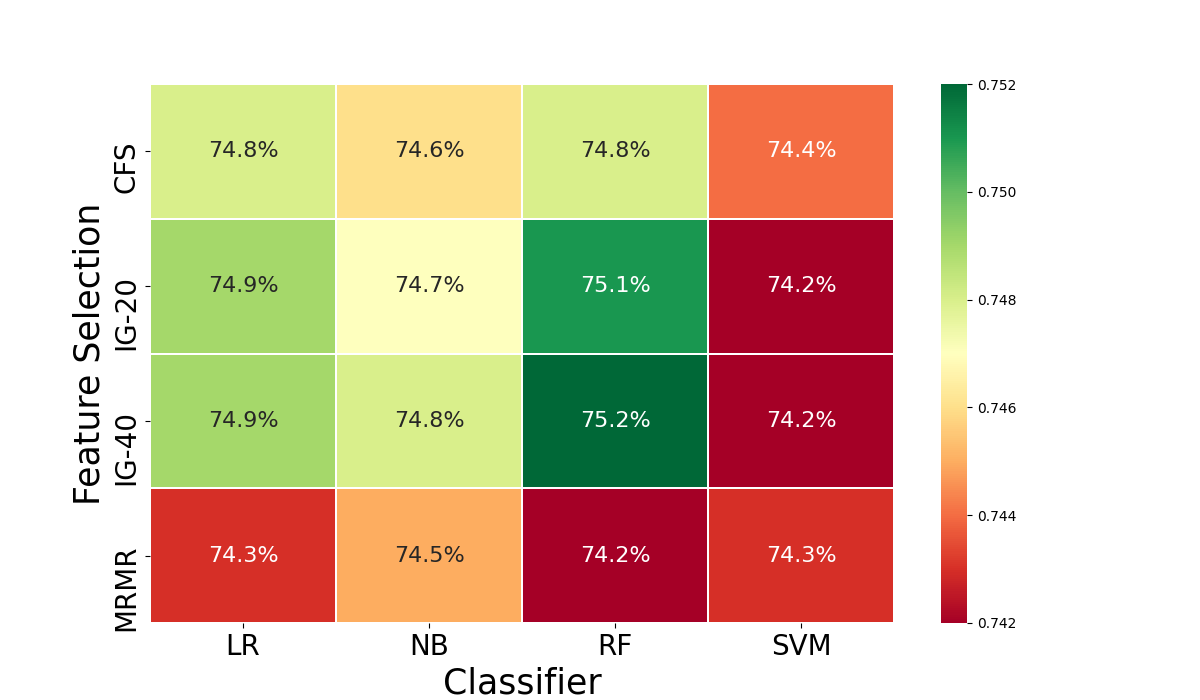 Feature Selection
CFS 74.8% 74.6% 74.8% 74.4%
IG-20 74.9% 74.7% 75.1% 74.2%
IG-40 74.9% 74.8% 75.2% 74.2%
MRMR 74.3% 74.5% 74.2% 74.3%
LR NB RF SVM
Classifier
0.752
0.750
0.748
0.746
0.744
0.742